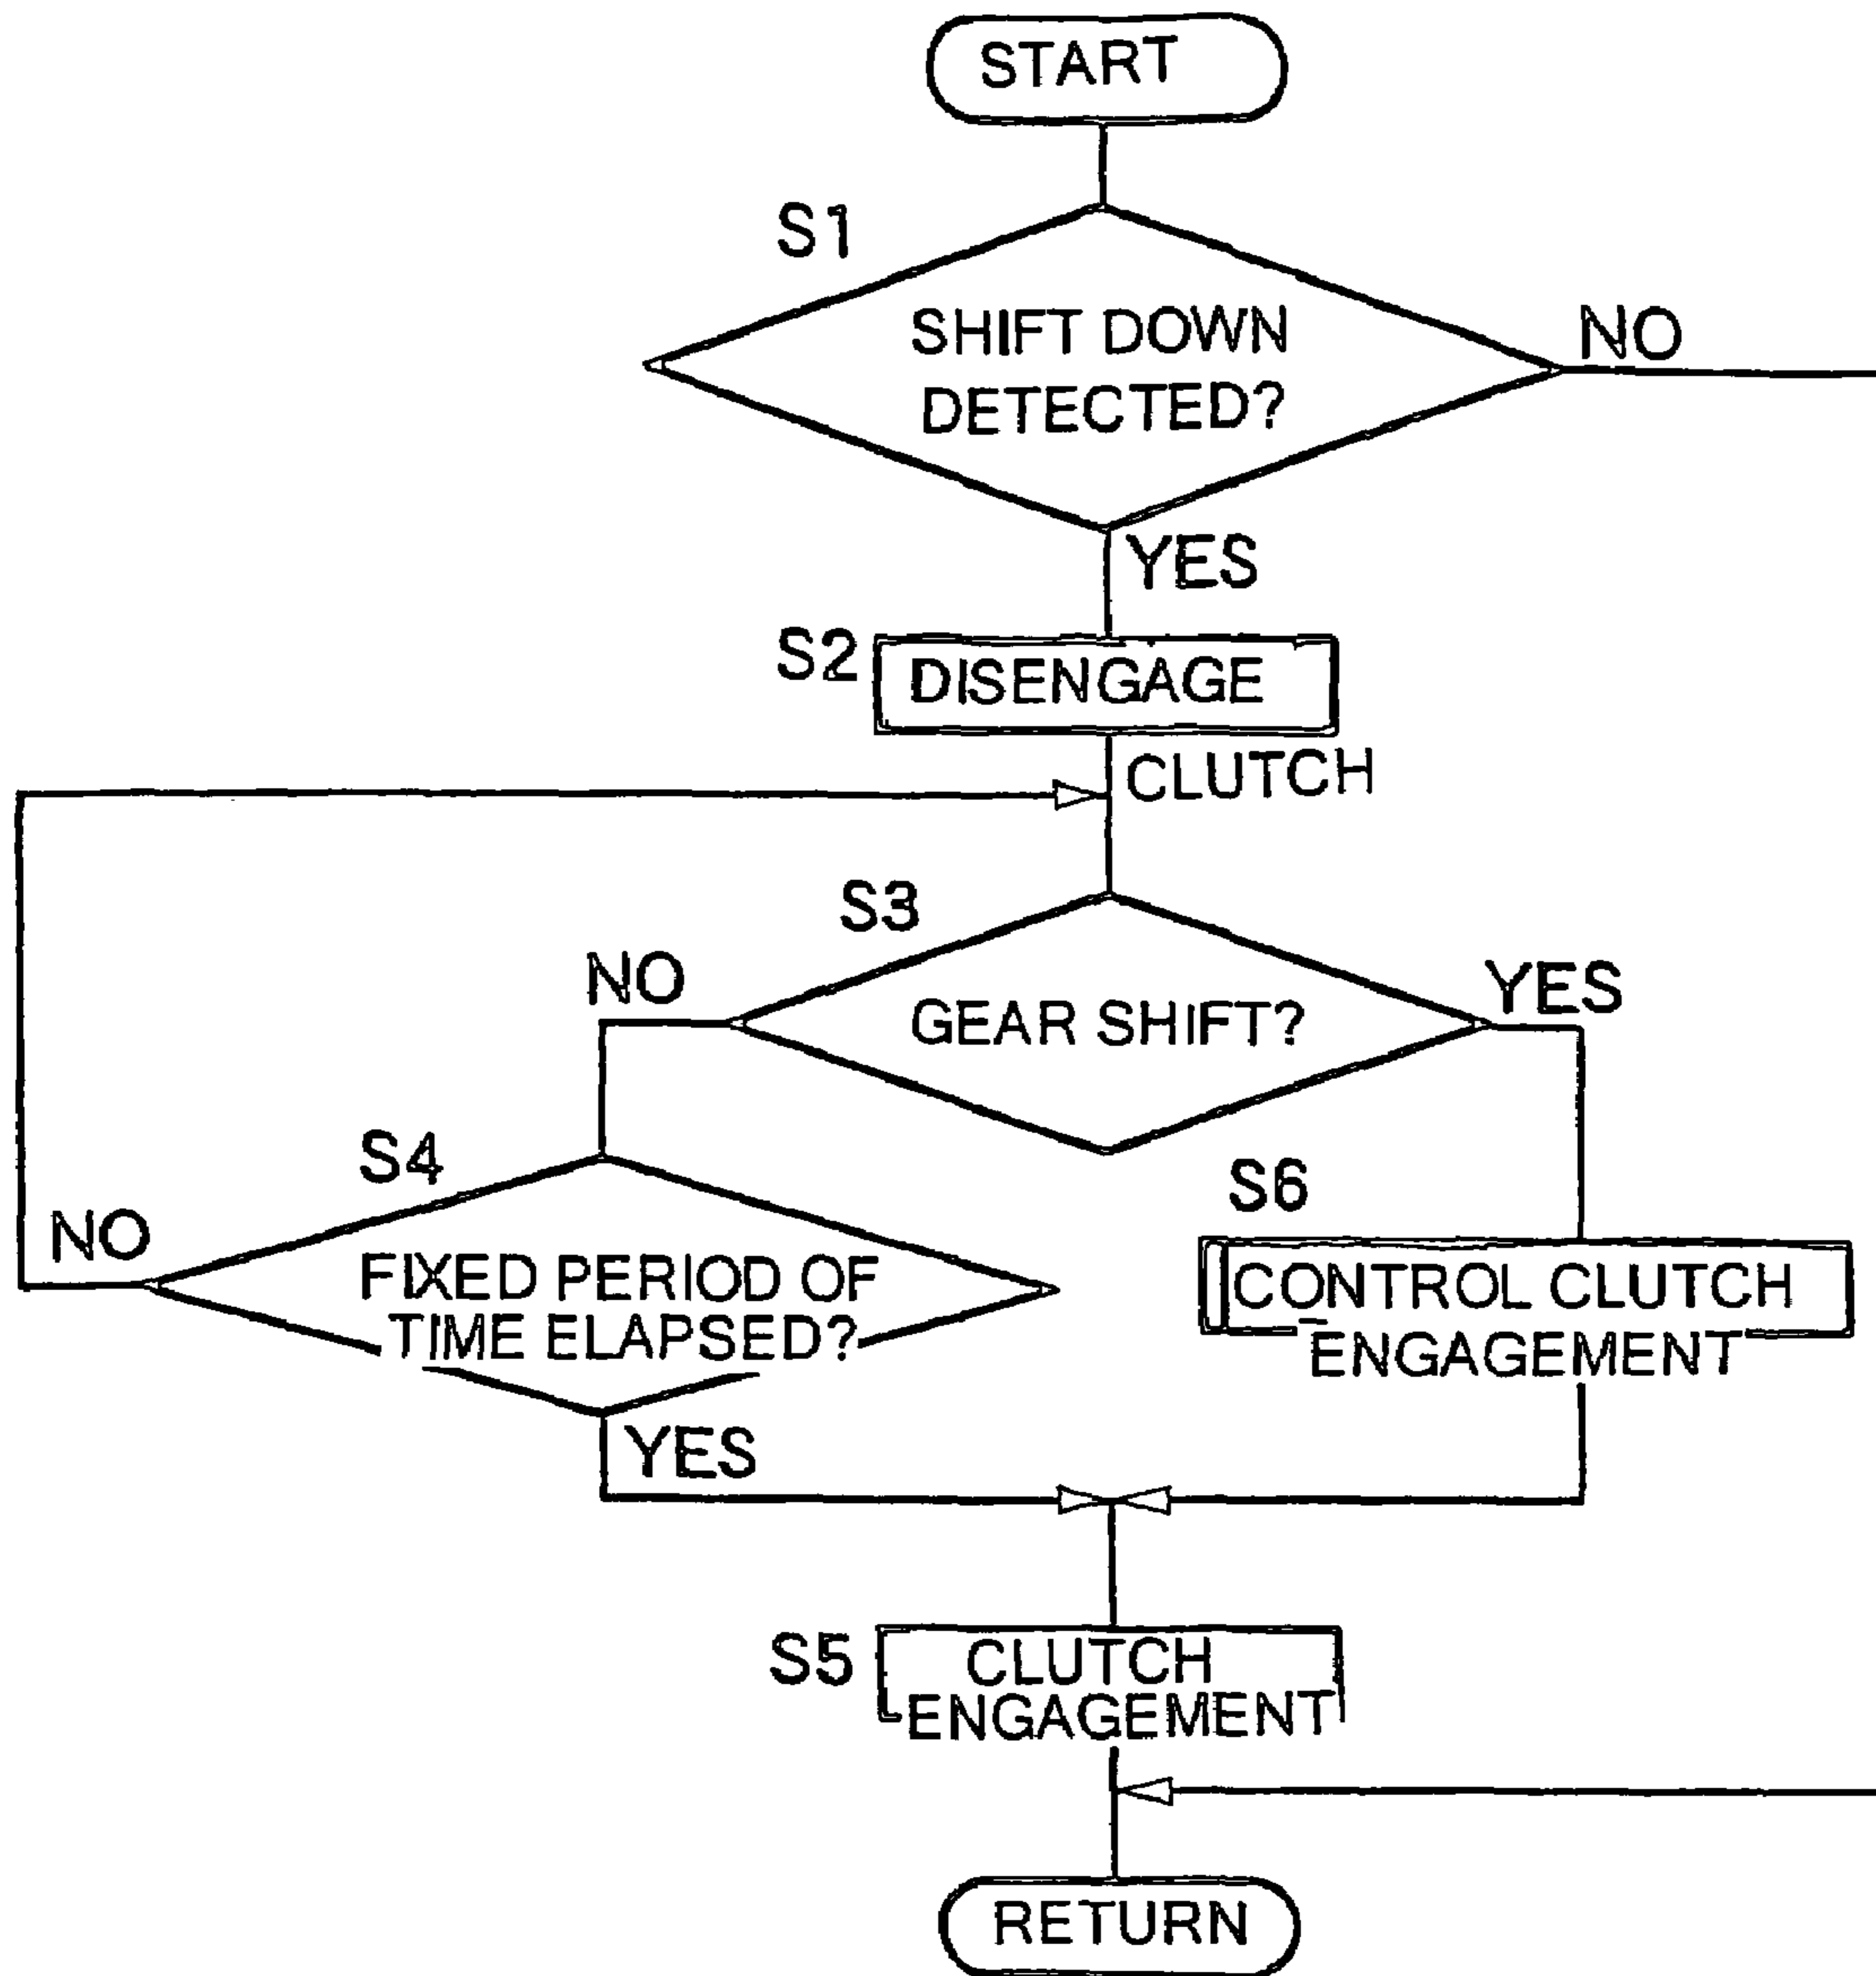 START
S1
SHIFT DOWN
DETECTED?
NO
YES
S2
DISENGAGE
CLUTCH
S3
NO
GEAR SHIFT?
YES
S4
NO
FIXED PERIOD OF
TIME ELAPSED?
YES
S6
CONTROL CLUTCH
ENGAGEMENT
S5
CLUTCH
ENGAGEMENT
RETURN